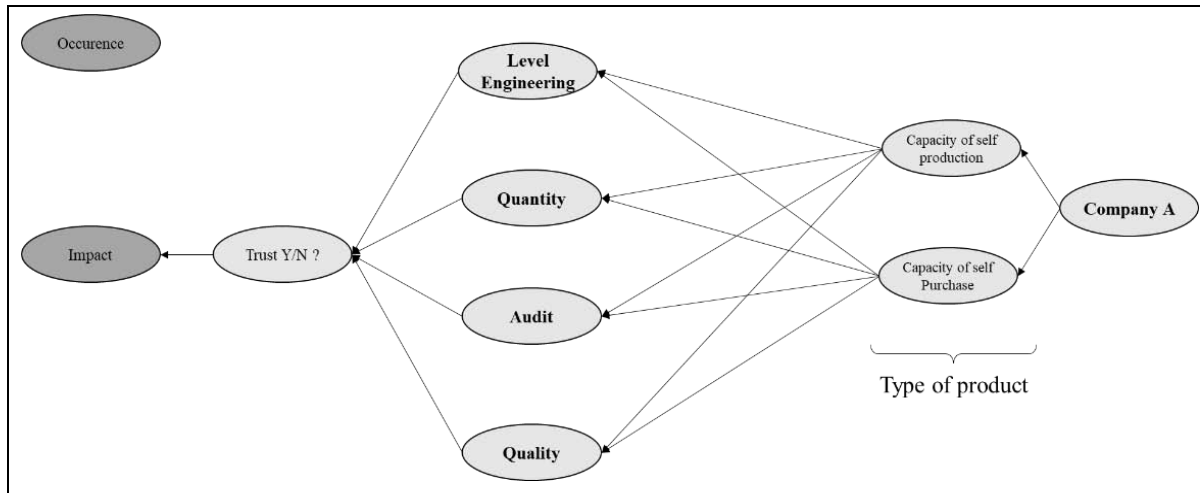 Occurence
Level
Engineering
Capacity of self
production
Quantity
Company A
Impact
Trust Y/N ?
Capacity of self
Purchase
Audit
Type of product
Quality